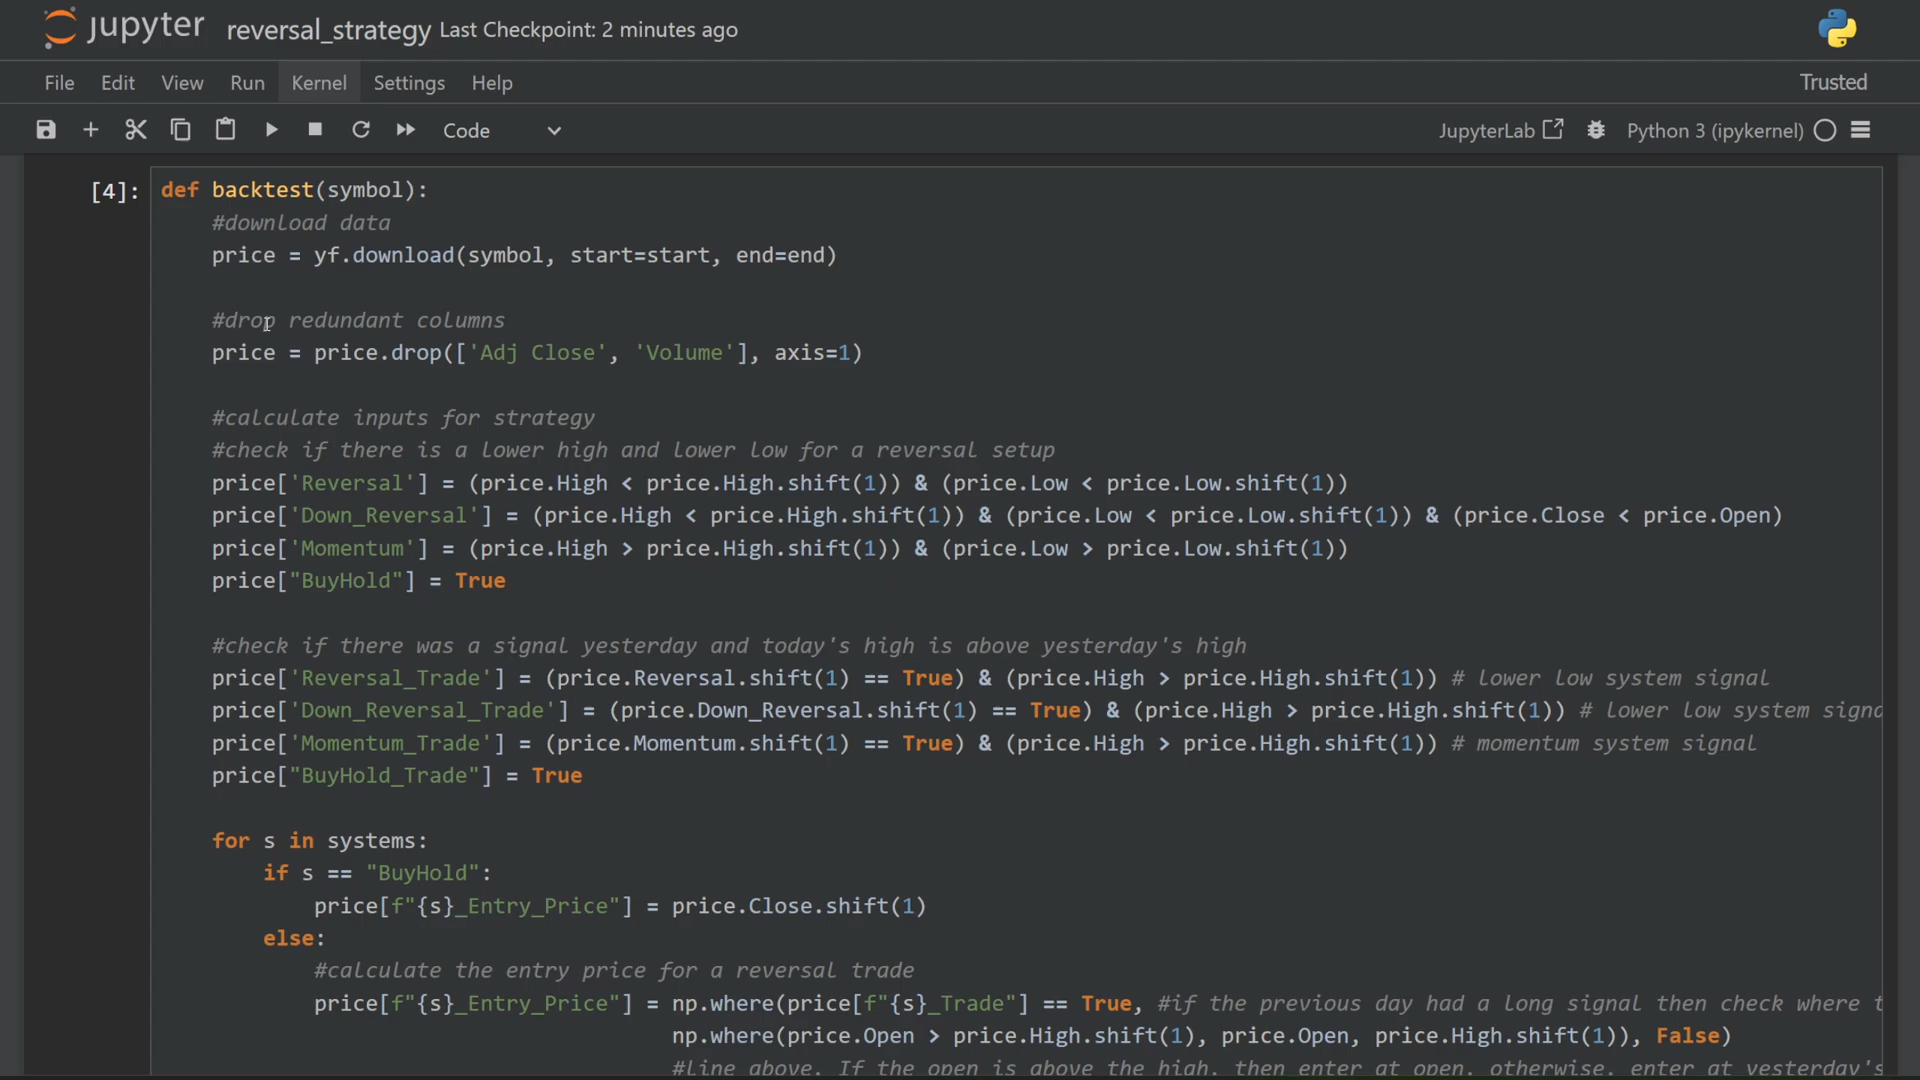 jupyter reversal_strategy Last Checkpoint: 2 minutes ago
File Edit View Run Kernel Settings Help Trusted
Code JupyterLab Python 3 (ipykernel)
[4]: def backtest(symbol):
#download data
price = yf.download(symbol, start=start, end=end)
#drop redundant columns
price = price.drop(['Adj Close', 'Volume'], axis=1)
#calculate inputs for strategy
#check if there is a lower high and lower low for a reversal setup
price['Reversal'] = (price.High < price.High.shift(1)) & (price.Low < price.Low.shift(1))
price['Down_Reversal'] = (price.High < price.High.shift(1)) & (price.Low < price.Low.shift(1)) & (price.Close < price.Open)
price['Momentum'] = (price.High > price.High.shift(1)) & (price.Low > price.Low.shift(1))
price["BuyHold"] = True
#check if there was a signal yesterday and today's high is above yesterday's high
price['Reversal_Trade'] = (price.Reversal.shift(1) == True) & (price.High > price.High.shift(1)) # lower low system signal
price['Down_Reversal_Trade'] = (price.Down_Reversal.shift(1) == True) & (price.High > price.High.shift(1)) # lower low system signa
price['Momentum_Trade'] = (price.Momentum.shift(1) == True) & (price.High > price.High.shift(1)) # momentum system signal
price["BuyHold_Trade"] = True
for s in systems:
if s == "BuyHold":
price[f"{s}_Entry_Price"] = price.Close.shift(1)
else:
#calculate the entry price for a reversal trade
price[f"{s}_Entry_Price"] = np.where(price[f"{s}_Trade"] == True, #if the previous day had a long signal then check where t
np.where(price.Open > price.High.shift(1), price.Open, price.High.shift(1)), False)
#line above. If the open is above the high, then enter at open, otherwise, enter at yesterday's